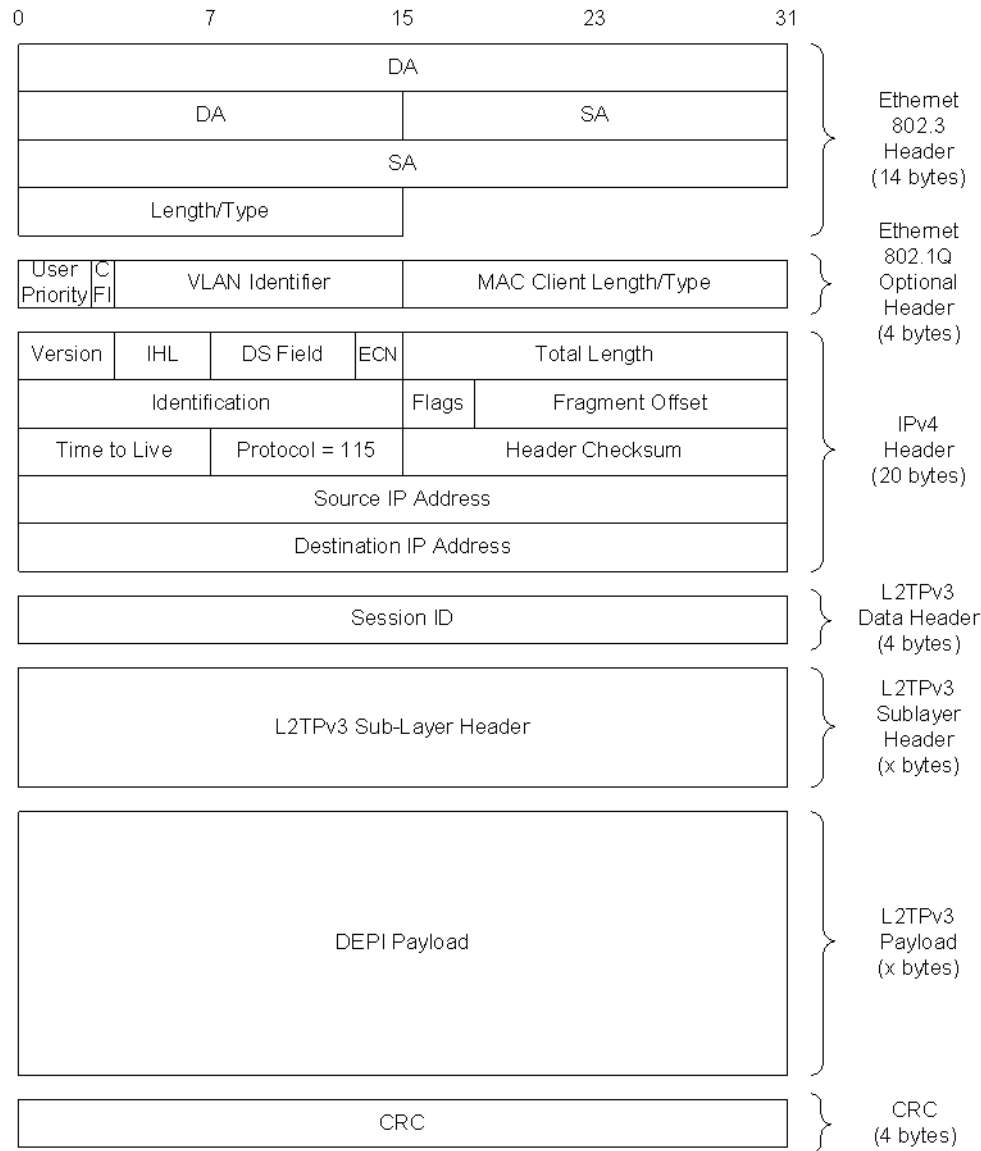 0 7 15 23 31
DA
DA SA
SA
Length/Type
Ethernet
802.3
Header
(14 bytes)
User
Priority
C
FI
VLAN Identifier
MAC Client Length/Type
Ethernet
802.1Q
Optional
Header
(4 bytes)
Version IHL DS Field ECN Total Length
Identification Flags Fragment Offset
Time to Live Protocol = 115 Header Checksum
Source IP Address
Destination IP Address
IPv4
Header
(20 bytes)
Session ID
L2TPv3
Data Header
(4 bytes)
L2TPv3 Sub-Layer Header
L2TPv3
Sublayer
Header
(x bytes)
DEPI Payload
L2TPv3
Payload
(x bytes)
CRC
CRC
(4 bytes)